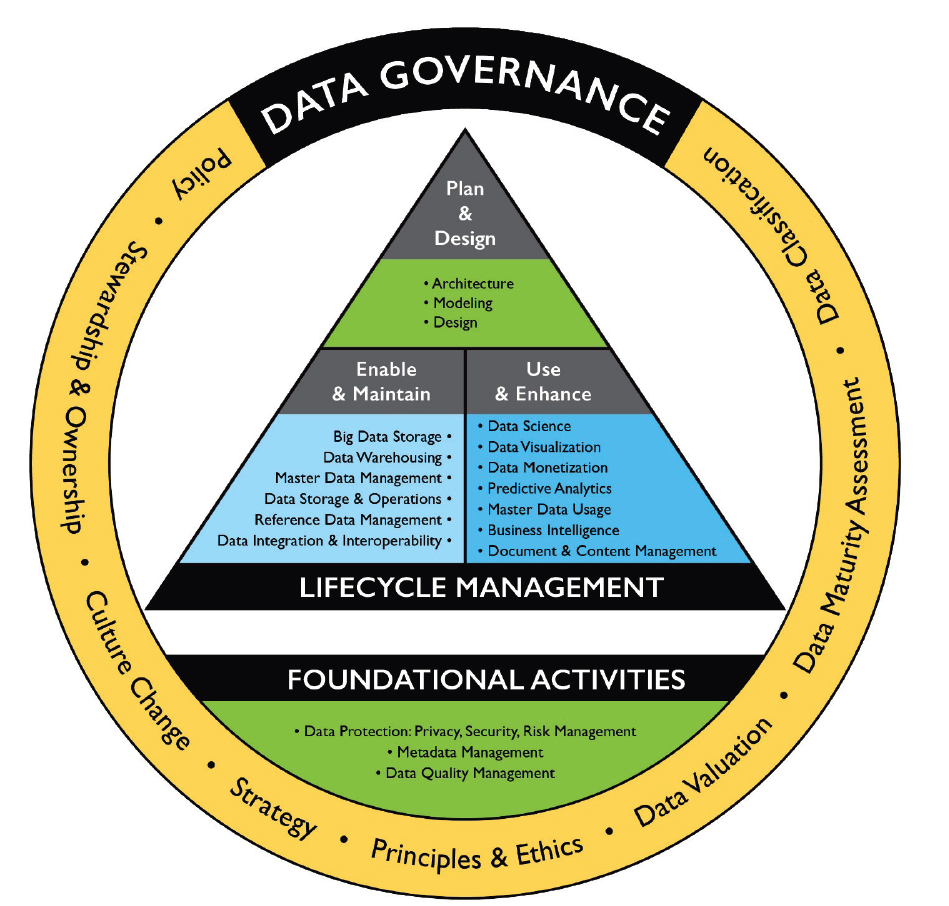 DATA GOVERNANCE
Policy • Stewardship & Ownership • Culture Change • Strategy • Principles & Ethics • Data Valuation • Data Maturity Assessment • Data Classification
Plan
&
Design
• Architecture
• Modeling
• Design
Enable
& Maintain
Big Data Storage •
Data Warehousing •
Master Data Management •
Data Storage & Operations •
Reference Data Management •
Data Integration & Interoperability •
Use
& Enhance
• Data Science
• Data Visualization
• Data Monetization
• Predictive Analytics
• Master Data Usage
• Business Intelligence
• Document & Content Management
LIFECYCLE MANAGEMENT
FOUNDATIONAL ACTIVITIES
• Data Protection: Privacy, Security, Risk Management
• Metadata Management
• Data Quality Management